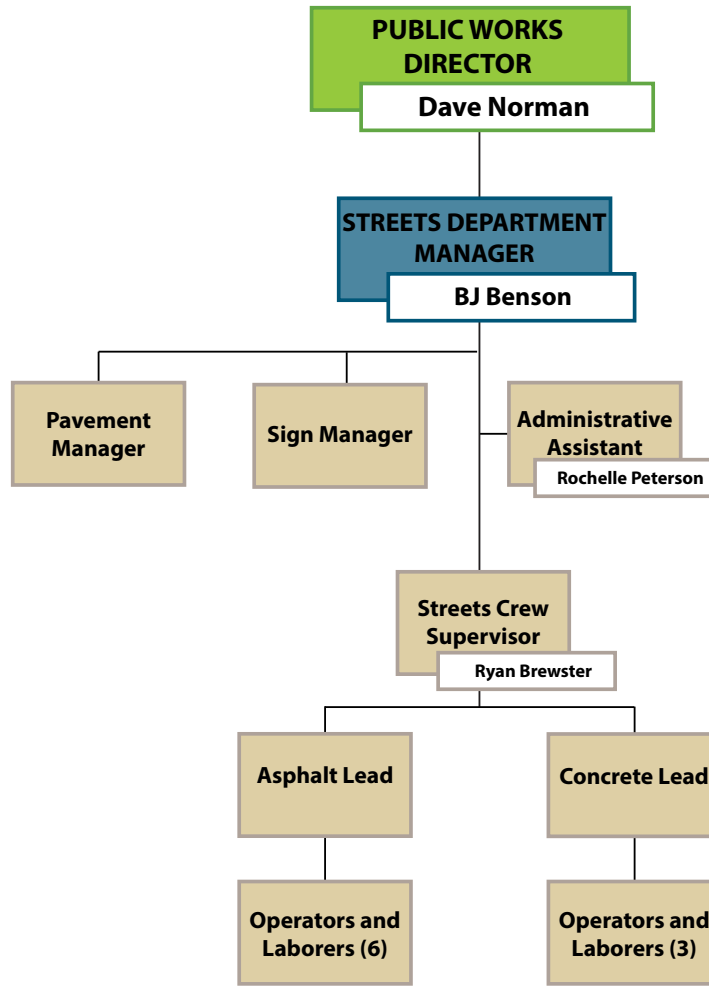 PUBLIC WORKS
DIRECTOR
Dave Norman
STREETS DEPARTMENT
MANAGER
BJ Benson
Pavement
Manager
Sign Manager
Administrative
Assistant
Rochelle Peterson
Streets Crew
Supervisor
Ryan Brewster
Asphalt Lead
Concrete Lead
Operators and
Laborers (6)
Operators and
Laborers (3)